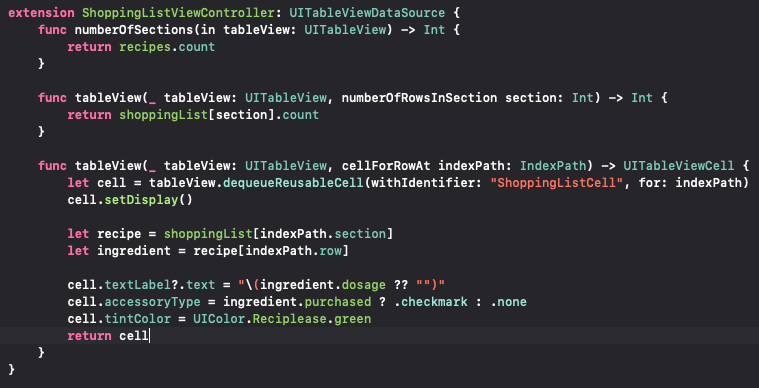 extension ShoppingListViewController: UITableViewDataSource {
    func numberOfSections(in tableView: UITableView) -> Int {
        return recipes.count
    }

    func tableView(_ tableView: UITableView, numberOfRowsInSection section: Int) -> Int {
        return shoppingList[section].count
    }

    func tableView(_ tableView: UITableView, cellForRowAt indexPath: IndexPath) -> UITableViewCell {
        let cell = tableView.dequeueReusableCell(withIdentifier: "ShoppingListCell", for: indexPath)
        cell.setDisplay()

        let recipe = shoppingList[indexPath.section]
        let ingredient = recipe[indexPath.row]

        cell.textLabel?.text = "\(ingredient.dosage ?? "")"
        cell.accessoryType = ingredient.purchased ? .checkmark : .none
        cell.tintColor = UIColor.Reciplease.green
        return cell
    }
}